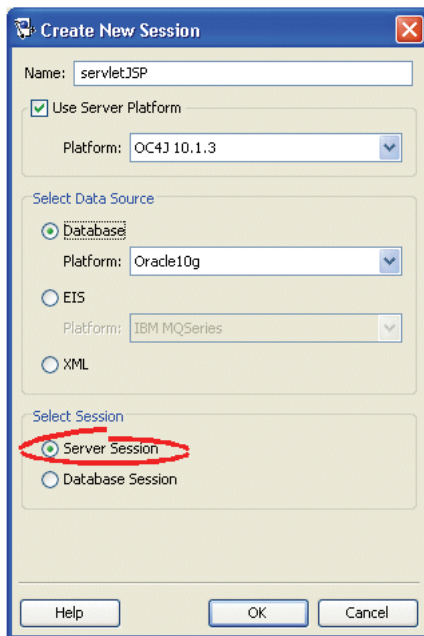 Create New Session
Name: servletJSP
Use Server Platform
Platform: OC4J 10.1.3
Select Data Source
Database
Platform: Oracle10g
EIS
Platform: IBM MQSeries
XML
Select Session
Server Session
Database Session
Help OK Cancel